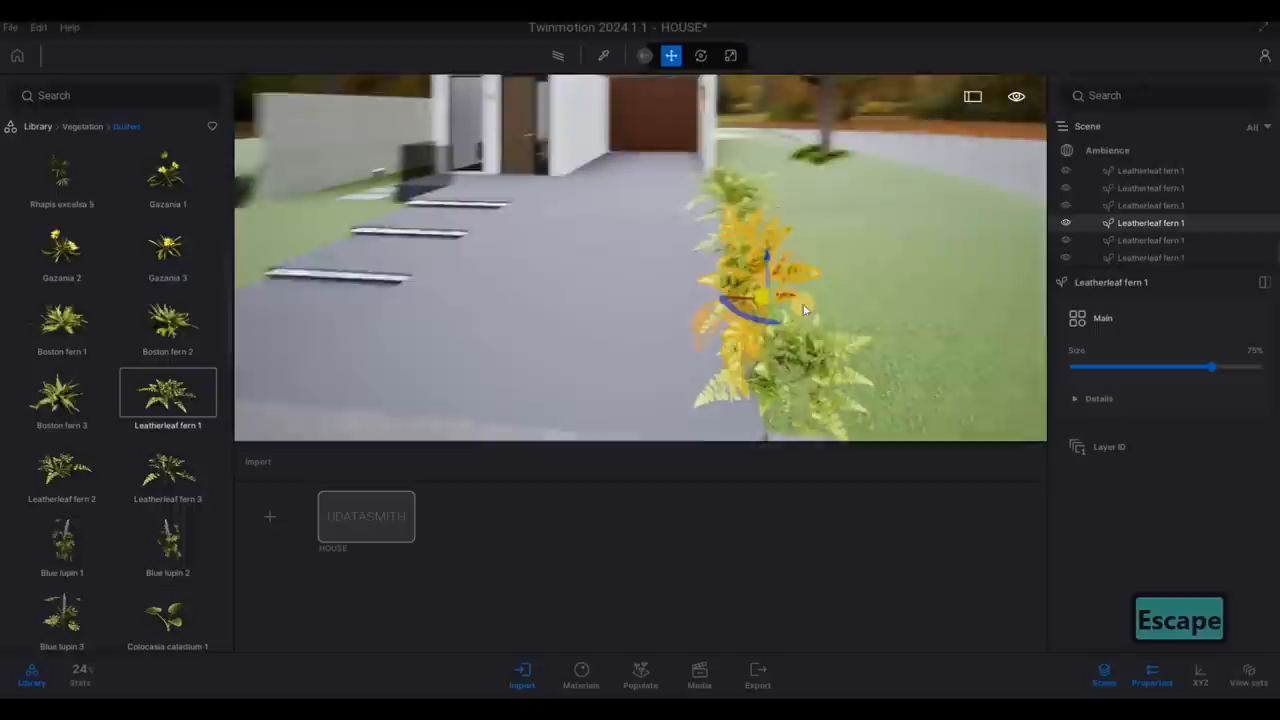 Twinmotion 2024.1 1 - HOUSE*
File Edit Help
Search
Library > Vegetation > Bushes
Rhapis excelsa 5
Gazania 1
Gazania 2
Gazania 3
Boston fern 1
Boston fern 2
Boston fern 3
Leatherleaf fern 1
Leatherleaf fern 2
Leatherleaf fern 3
Blue lupin 1
Blue lupin 2
Blue lupin 3
Colocasia caladium 1
Import
UDATASMITH
HOUSE
Search
Scene
All
Ambience
Leatherleaf fern 1
Leatherleaf fern 1
Leatherleaf fern 1
Leatherleaf fern 1
Leatherleaf fern 1
Leatherleaf fern 1
Leatherleaf fern 1
Main
Size 75%
Details
Layer ID
Escape
Library
24%
Stats
Import
Materials
Populate
Media
Export
Scene
Properties
XYZ
View sets